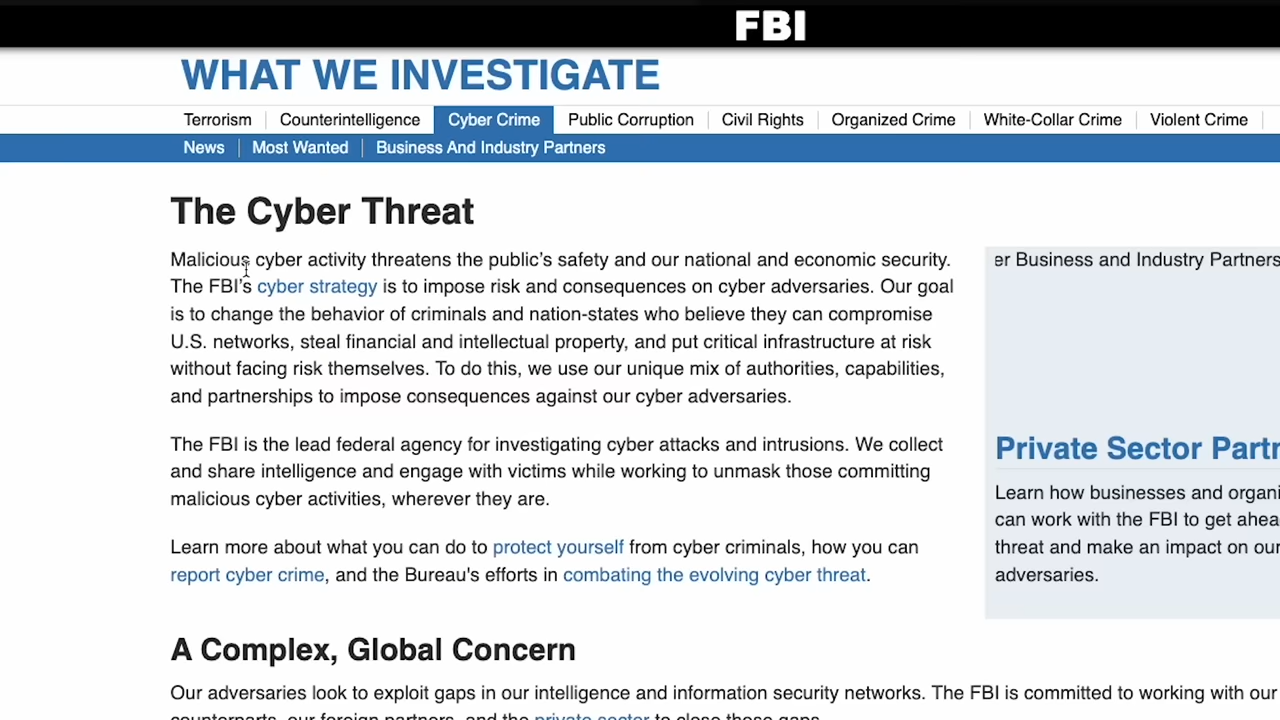 FBI
WHAT WE INVESTIGATE
Terrorism Counterintelligence Cyber Crime Public Corruption Civil Rights Organized Crime White-Collar Crime Violent Crime
News Most Wanted Business And Industry Partners
The Cyber Threat
Malicious cyber activity threatens the public's safety and our national and economic security.
The FBI's cyber strategy is to impose risk and consequences on cyber adversaries. Our goal
is to change the behavior of criminals and nation-states who believe they can compromise
U.S. networks, steal financial and intellectual property, and put critical infrastructure at risk
without facing risk themselves. To do this, we use our unique mix of authorities, capabilities,
and partnerships to impose consequences against our cyber adversaries.
The FBI is the lead federal agency for investigating cyber attacks and intrusions. We collect
and share intelligence and engage with victims while working to unmask those committing
malicious cyber activities, wherever they are.
Learn more about what you can do to protect yourself from cyber criminals, how you can
report cyber crime, and the Bureau's efforts in combating the evolving cyber threat.
er Business and Industry Partners
Private Sector Partn
Learn how businesses and organi
can work with the FBI to get ahea
threat and make an impact on our
adversaries.
A Complex, Global Concern
Our adversaries look to exploit gaps in our intelligence and information security networks. The FBI is committed to working with our
counterparts, our foreign partners, and the private sector to close those gaps.